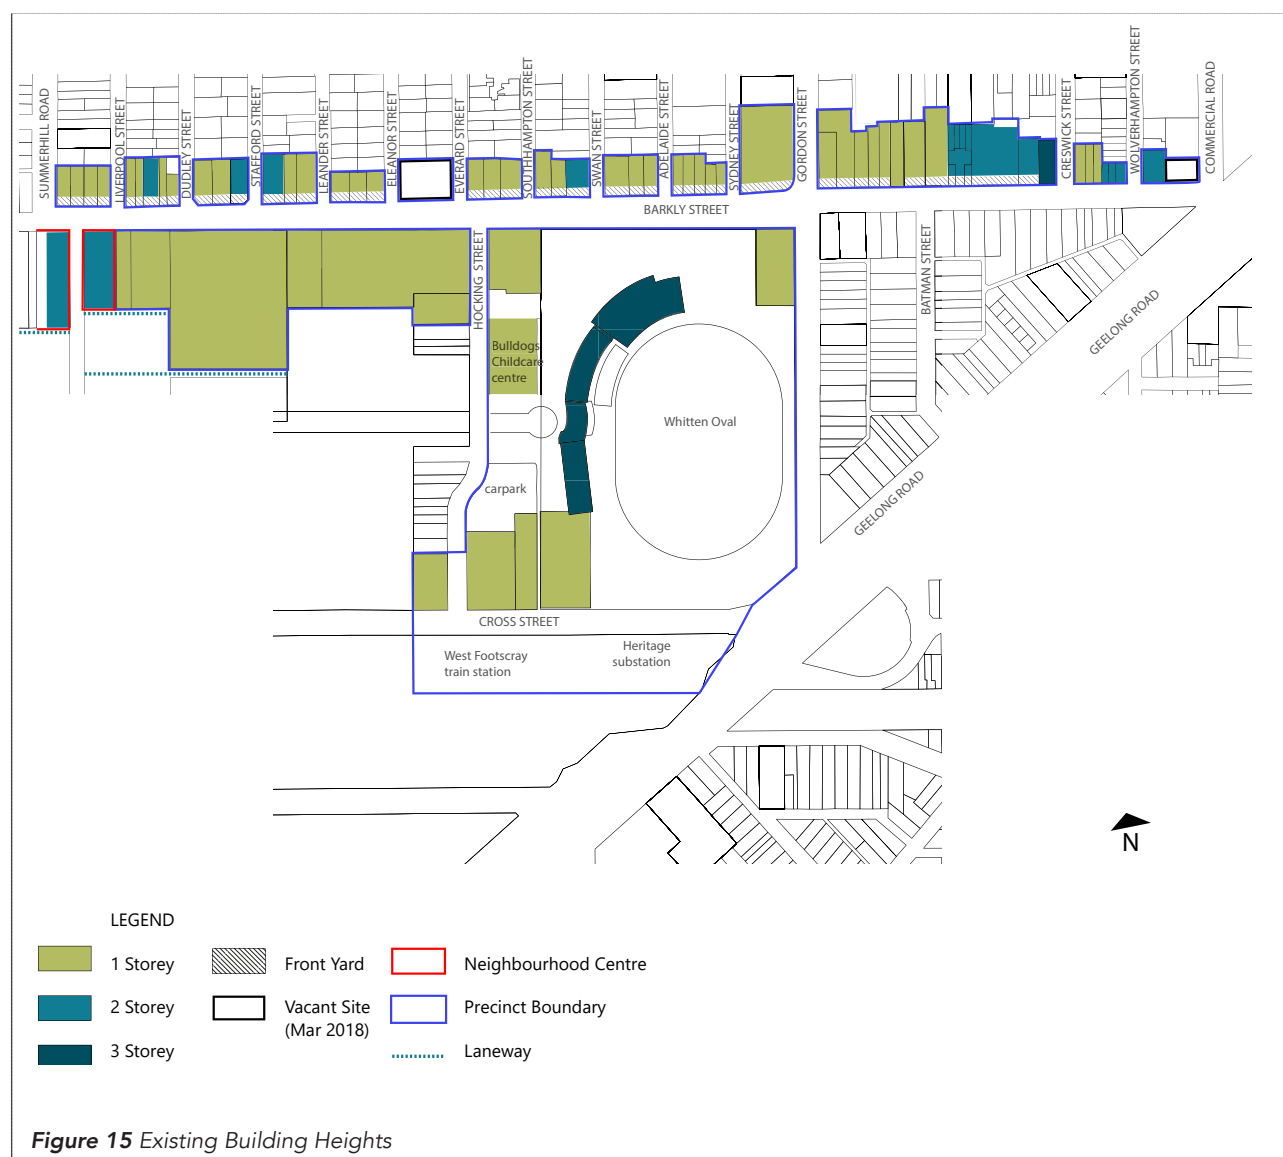 SUMMERHILL ROAD
LIVERPOOL STREET
DUDLEY STREET
STAFFORD STREET
LEANDER STREET
ELEANOR STREET
EVERARD STREET
SOUTHHAMPTON STREET
SWAN STREET
ADELAIDE STREET
SYDNEY STREET
GORDON STREET
CRESWICK STREET
WOLVERHAMPTON STREET
COMMERCIAL ROAD
BARKLY STREET
HOCKING STREET
BATMAN STREET
GEELONG ROAD
Bulldogs
Childcare
centre
Whitten Oval
carpark
GEELONG ROAD
CROSS STREET
West Footscray
train station
Heritage
substation
N
LEGEND
1 Storey
Front Yard
Neighbourhood Centre
2 Storey
Vacant Site
(Mar 2018)
Precinct Boundary
3 Storey
Laneway
Figure 15 Existing Building Heights